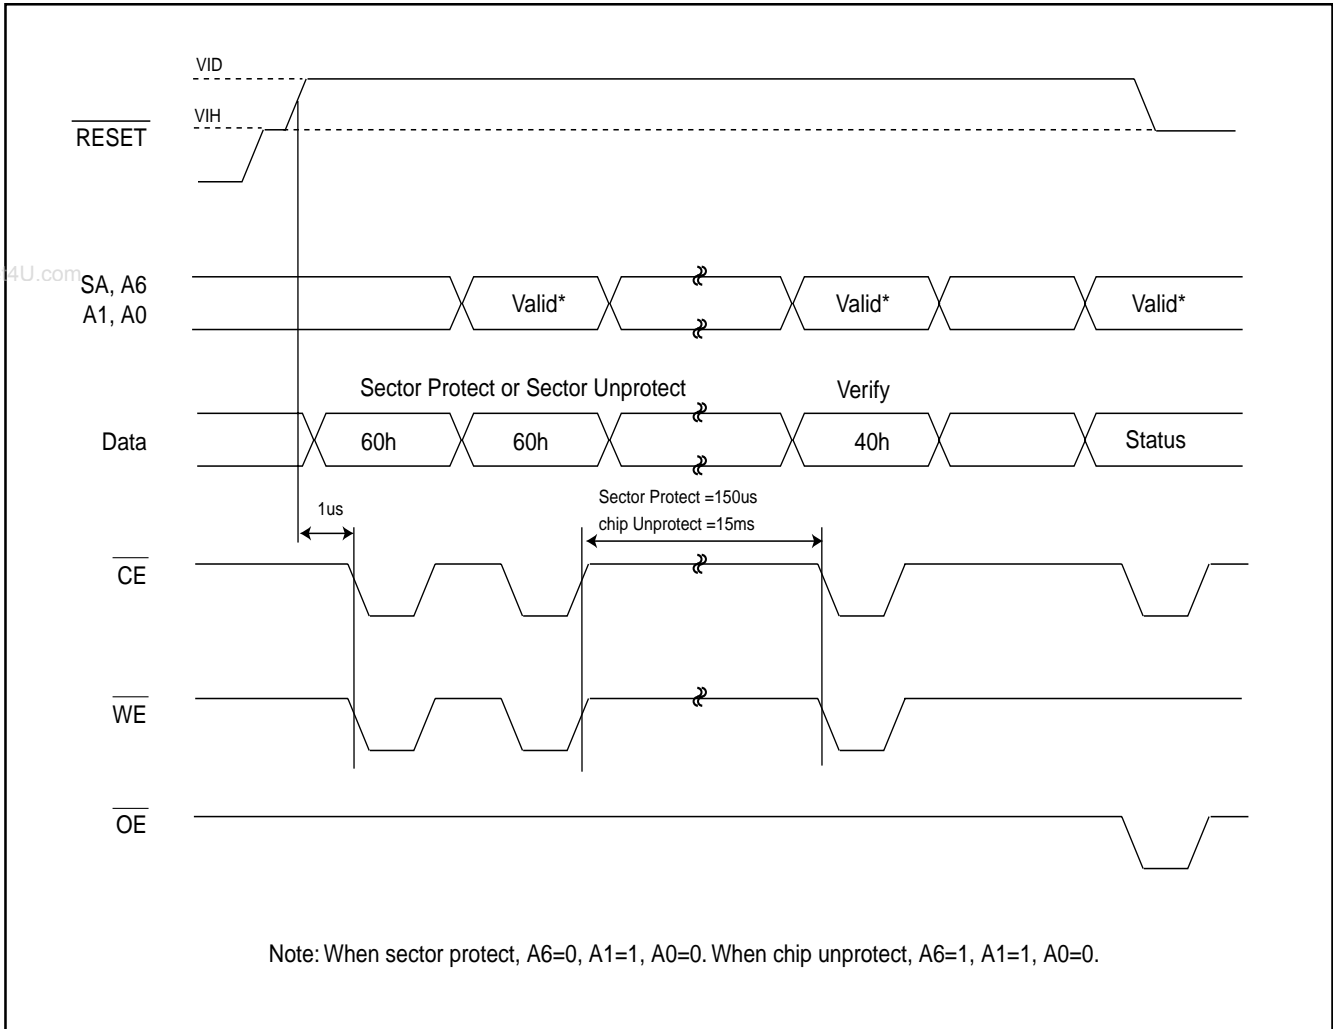 VID
VIH
RESET
4U.com
SA, A6
A1, A0
Valid*
Valid*
Valid*
Sector Protect or Sector Unprotect
Verify
Data
60h
60h
40h
Status
1us
Sector Protect =150us
chip Unprotect =15ms
CE
WE
OE
Note: When sector protect, A6=0, A1=1, A0=0. When chip unprotect, A6=1, A1=1, A0=0.